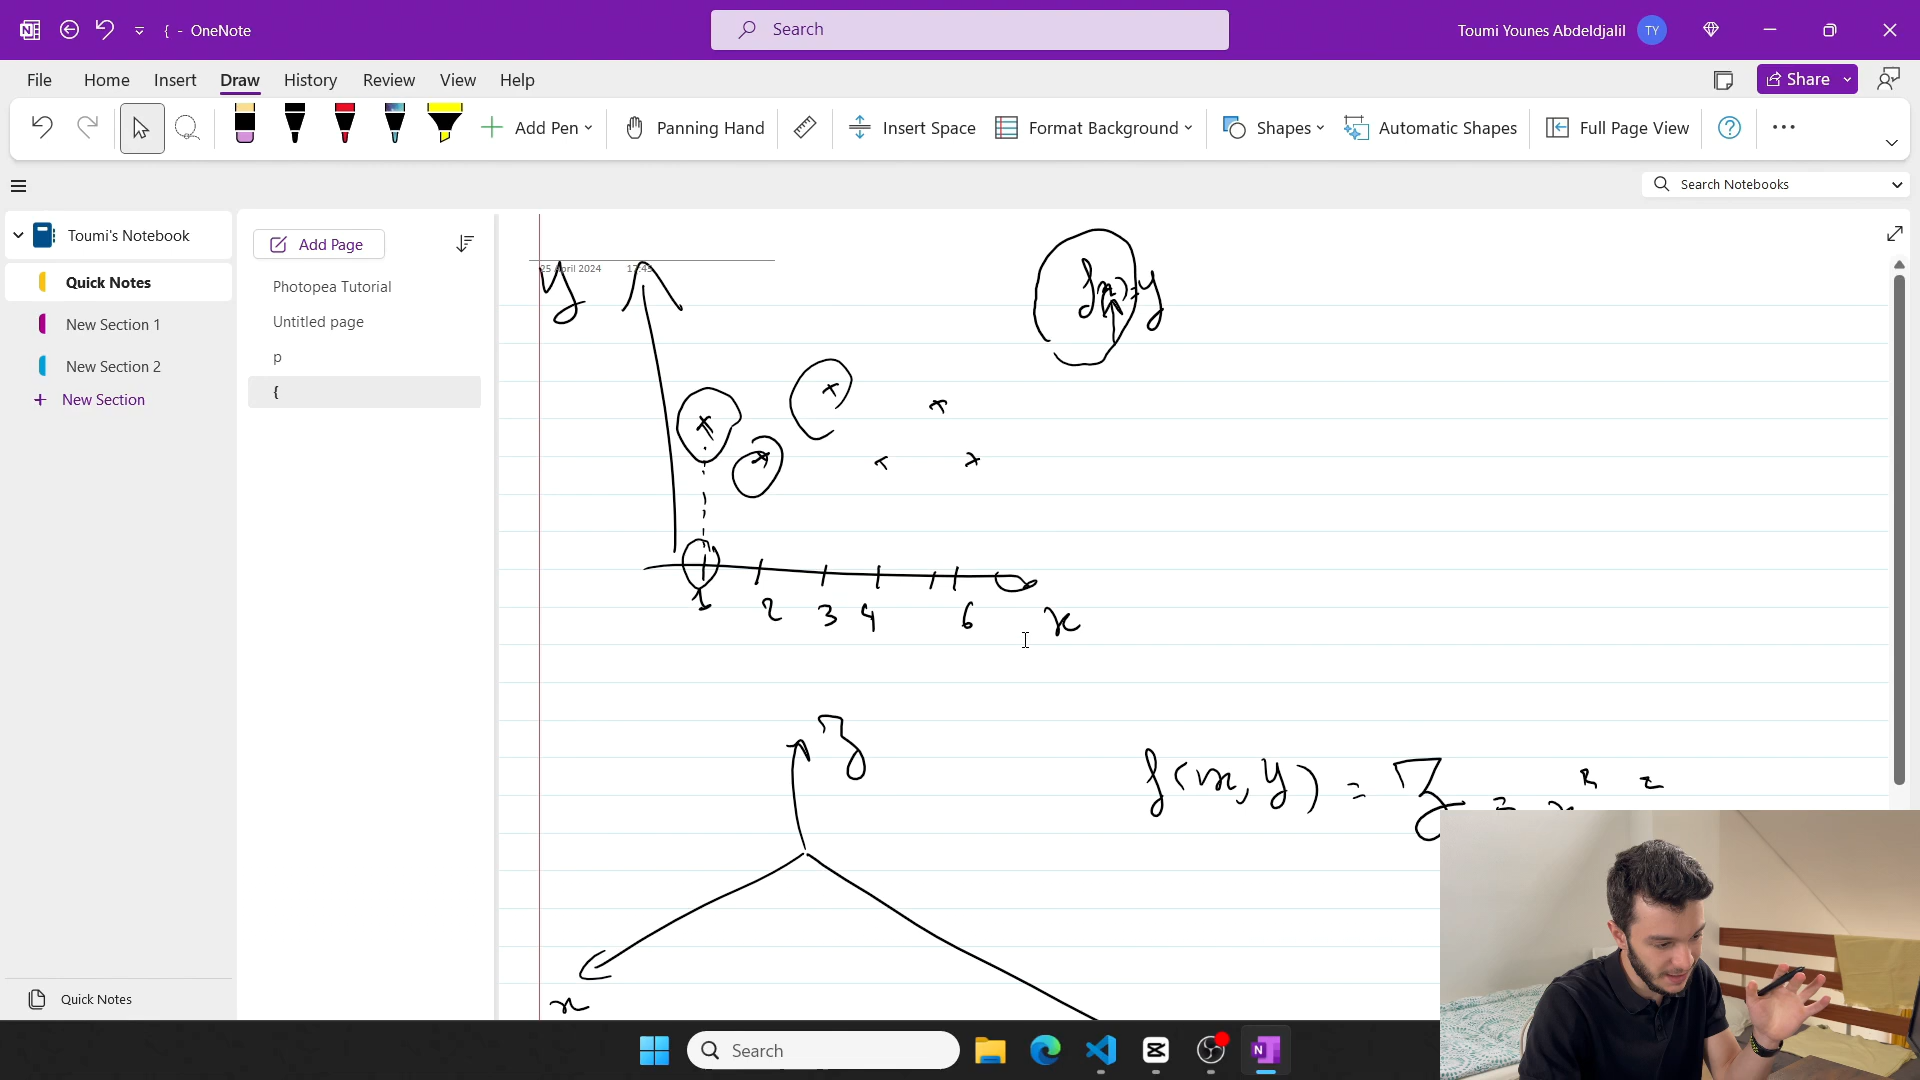 { - OneNote
Search
Toumi Younes Abdeldjalil
TY
File Home Insert Draw History Review View Help
Share
Add Pen
Panning Hand
Insert Space
Format Background
Shapes
Automatic Shapes
Full Page View
Search Notebooks
Toumi's Notebook
Quick Notes
New Section 1
New Section 2
New Section
Add Page
Photopea Tutorial
Untitled page
p
{
25 April 2024
y
f(x)=y
1 2 3 4 6 x
z
f(x, y) = z =
x
Quick Notes
Search